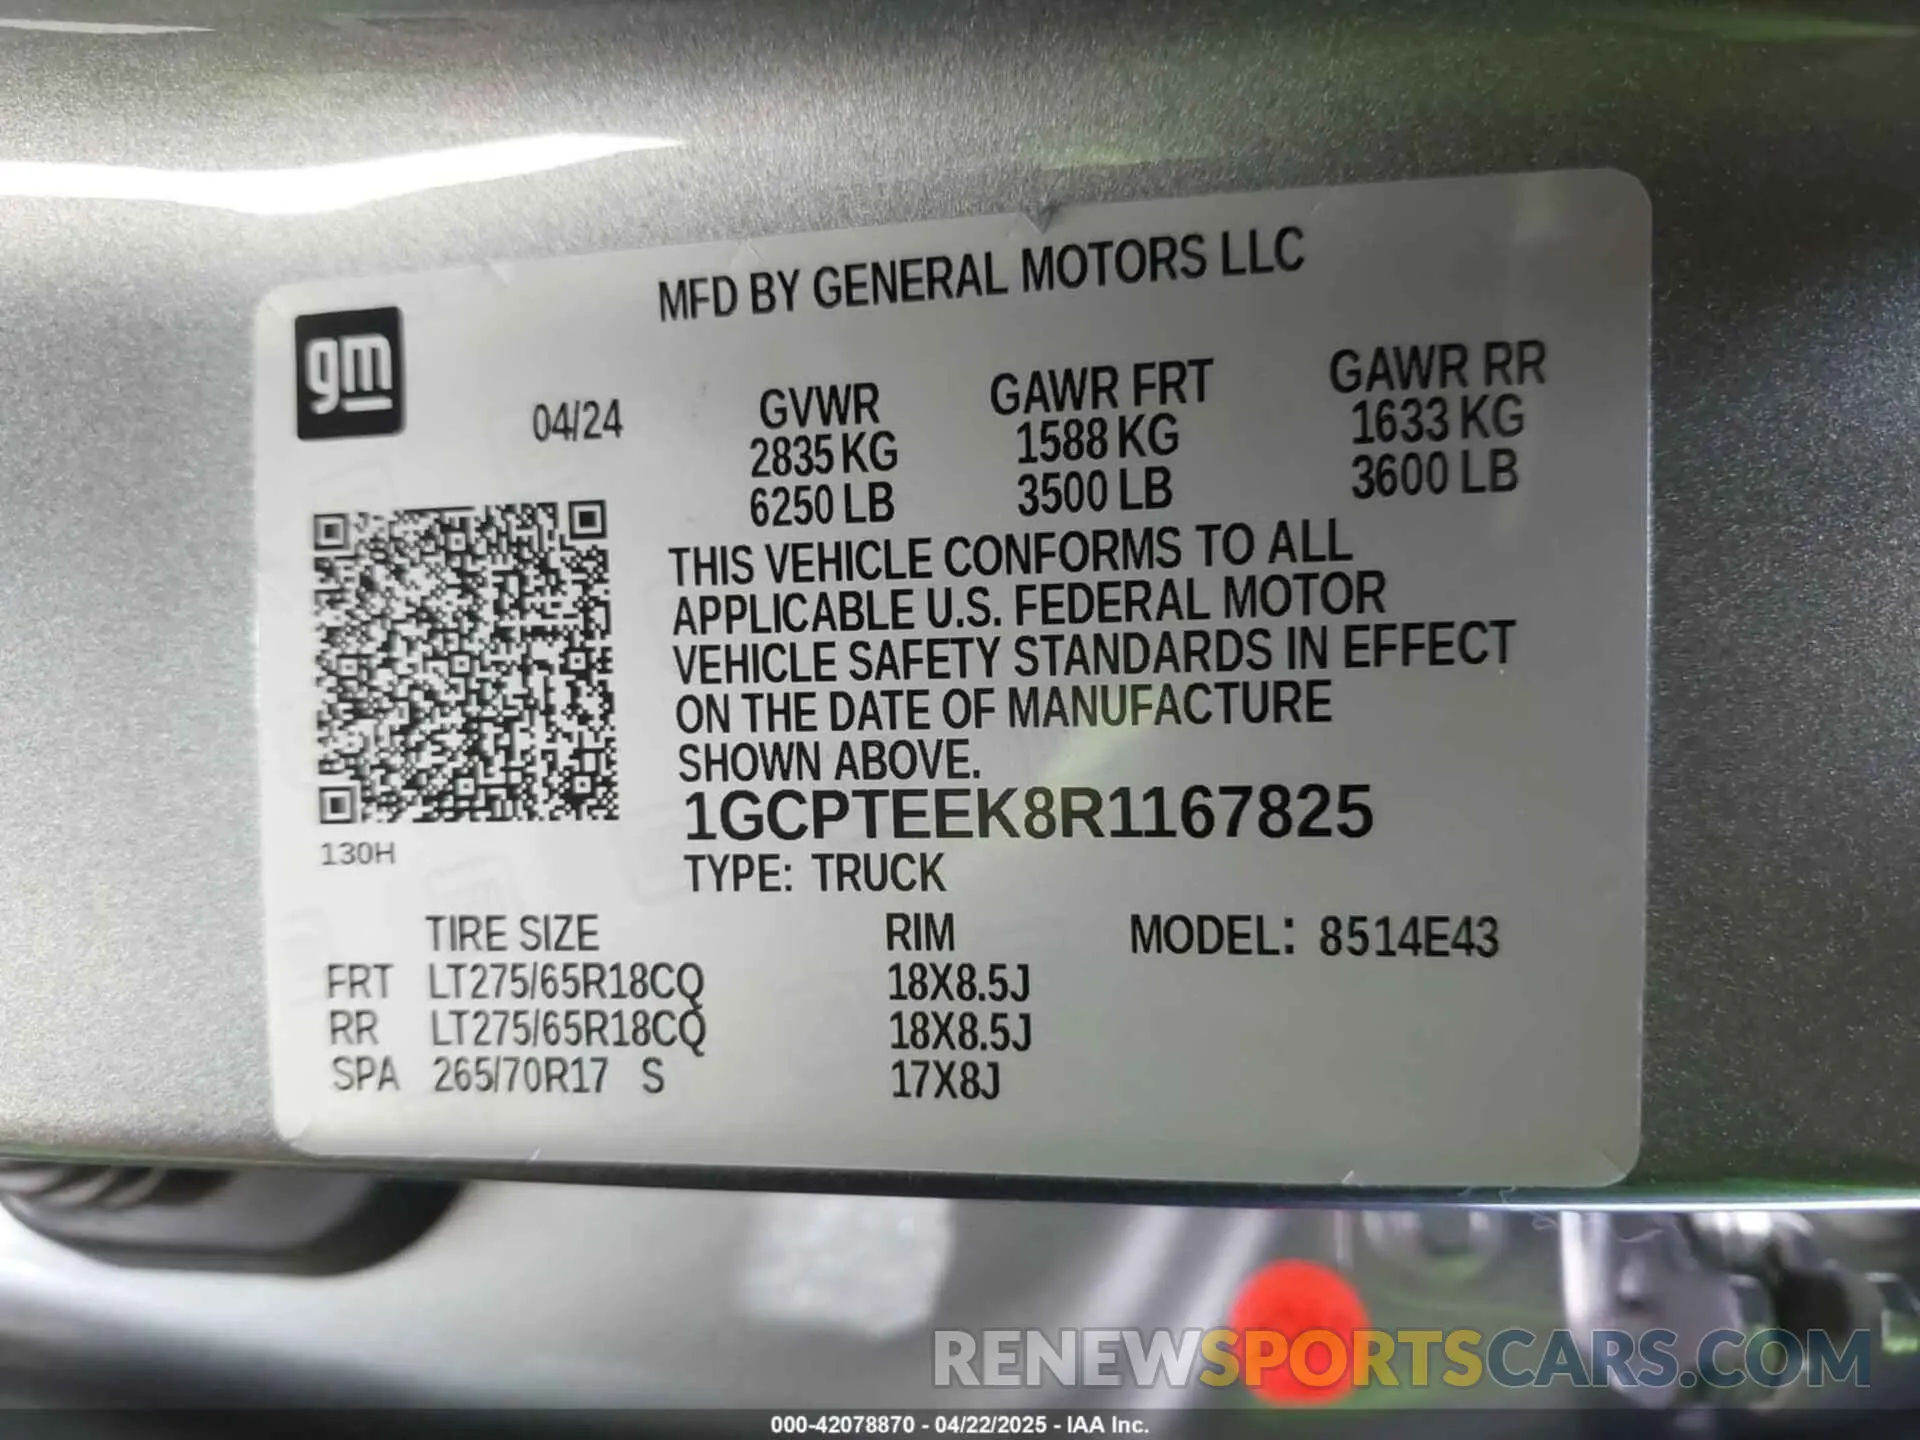 MFD BY GENERAL MOTORS LLC
gm
04/24
GVWR GAWR FRT GAWR RR
2835 KG 1588 KG 1633 KG
6250 LB 3500 LB 3600 LB
THIS VEHICLE CONFORMS TO ALL
APPLICABLE U.S. FEDERAL MOTOR
VEHICLE SAFETY STANDARDS IN EFFECT
ON THE DATE OF MANUFACTURE
SHOWN ABOVE.
1GCPTEEK8R1167825
130H
TYPE: TRUCK
TIRE SIZE RIM MODEL: 8514E43
FRT LT275/65R18CQ 18X8.5J
RR LT275/65R18CQ 18X8.5J
SPA 265/70R17 S 17X8J
RENEWSPORTSCARS.COM
000-42078870 - 04/22/2025 - IAA Inc.